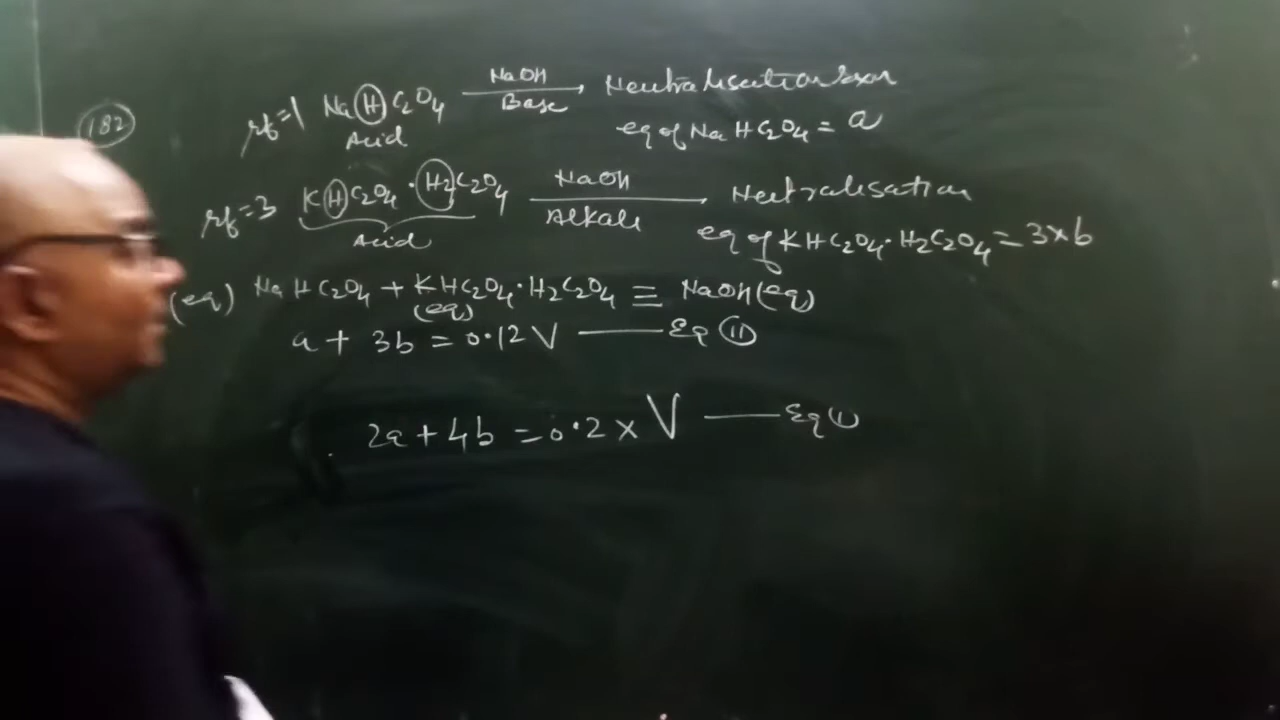 182
nf=1 NaHC2O4 NaOH Base Neutralisation rxn
Acid eq of NaHC2O4 = a
nf=3 KHC2O4·H2C2O4 NaOH Alkali Neutralisation
Acid eq of KHC2O4·H2C2O4 = 3×b
(eq) NaHC2O4 + KHC2O4·H2C2O4 ≡ NaOH(eq)
(eq)
a + 3b = 0.12V —— Eq (II)
2a + 4b = 0.2 × V —— Eq (I)